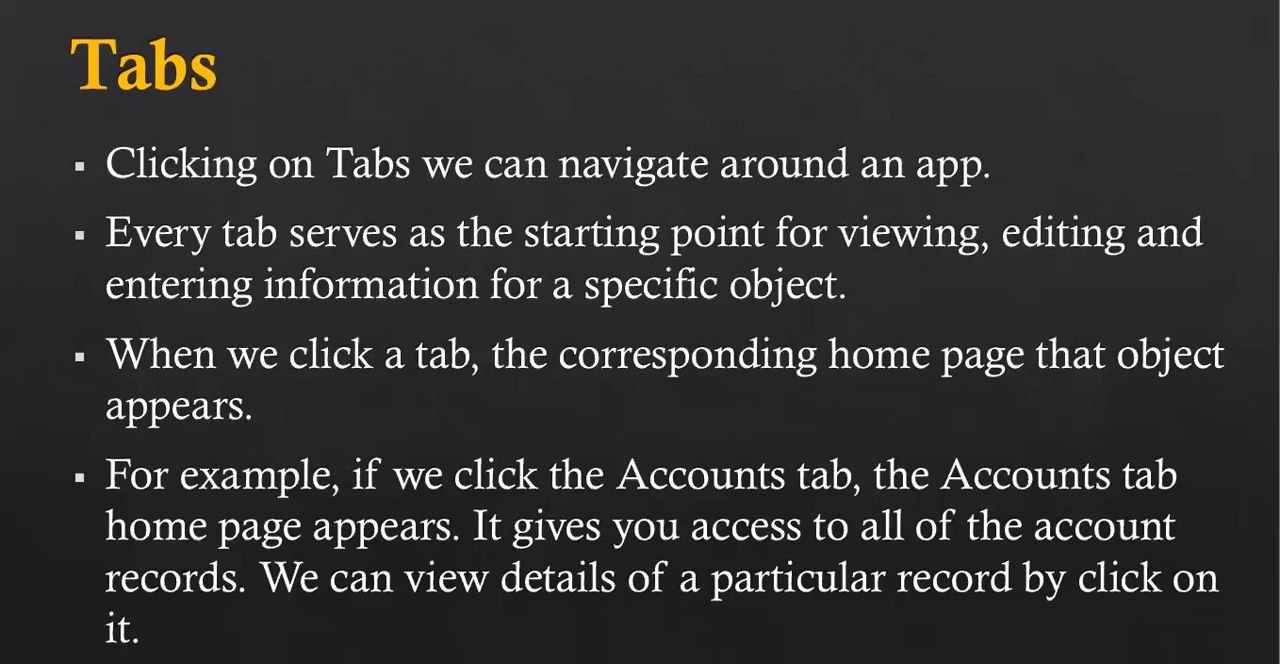 Tabs
▪ Clicking on Tabs we can navigate around an app.
▪ Every tab serves as the starting point for viewing, editing and
entering information for a specific object.
▪ When we click a tab, the corresponding home page that object
appears.
▪ For example, if we click the Accounts tab, the Accounts tab
home page appears. It gives you access to all of the account
records. We can view details of a particular record by click on
it.